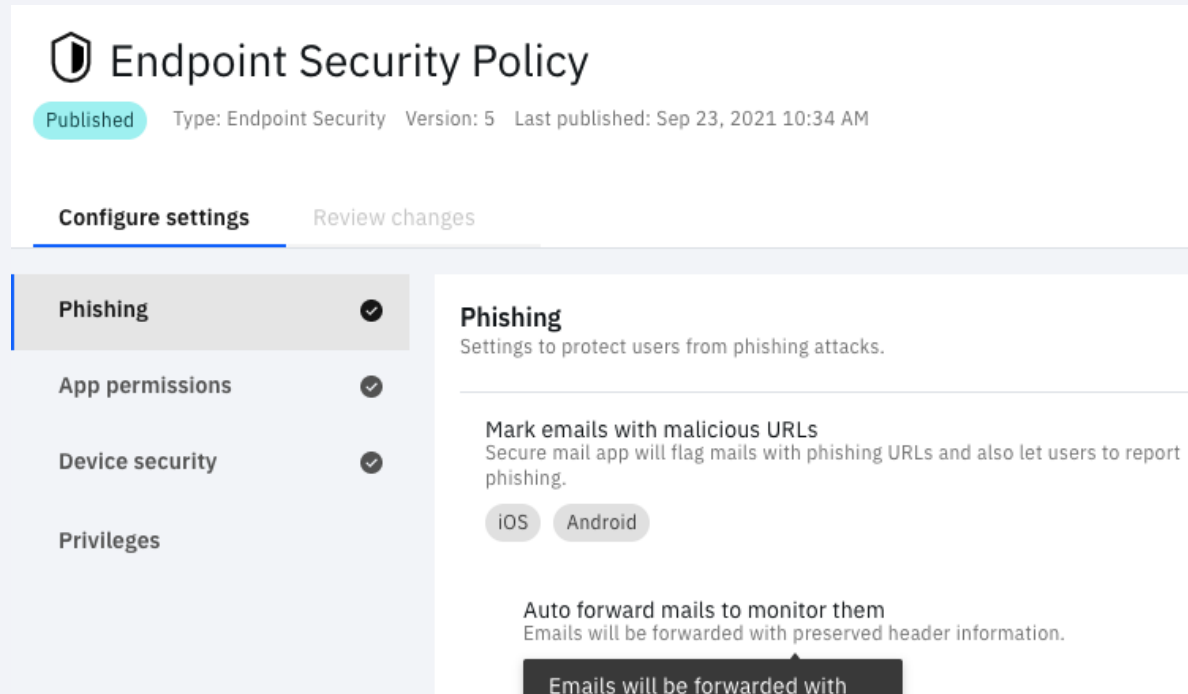 Endpoint Security Policy
Published Type: Endpoint Security Version: 5 Last published: Sep 23, 2021 10:34 AM
Configure settings Review changes
Phishing
App permissions
Device security
Privileges
Phishing
Settings to protect users from phishing attacks.
Mark emails with malicious URLs
Secure mail app will flag mails with phishing URLs and also let users to report
phishing.
iOS Android
Auto forward mails to monitor them
Emails will be forwarded with preserved header information.
Emails will be forwarded with